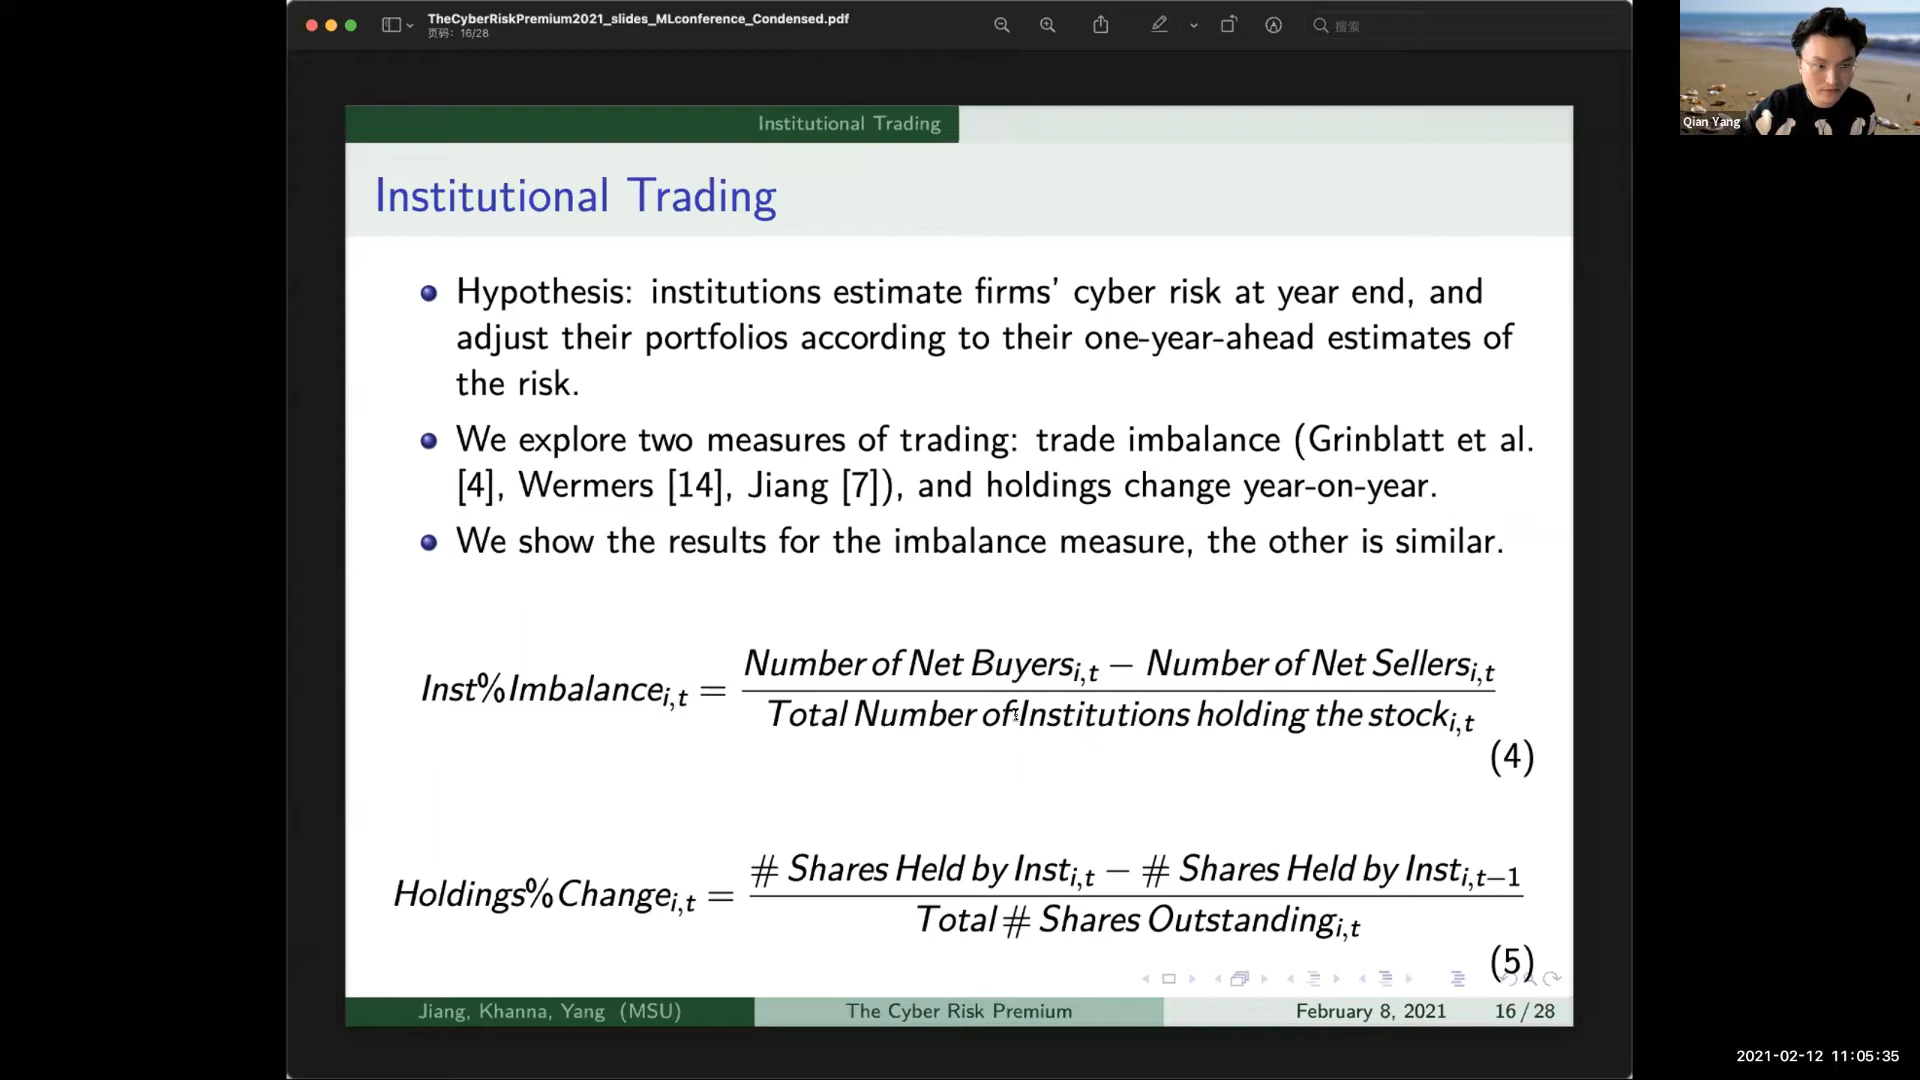 TheCyberRiskPremium2021_slides_MLconference_Condensed.pdf
页码：16/28
搜索
Qian Yang
Institutional Trading
Institutional Trading
Hypothesis: institutions estimate firms' cyber risk at year end, and
adjust their portfolios according to their one-year-ahead estimates of
the risk.
We explore two measures of trading: trade imbalance (Grinblatt et al.
[4], Wermers [14], Jiang [7]), and holdings change year-on-year.
We show the results for the imbalance measure, the other is similar.
Inst%Imbalance_{i,t} = \frac{Number of Net Buyers_{i,t} − Number of Net Sellers_{i,t}}{Total Number of Institutions holding the stock_{i,t}}
(4)
Holdings%Change_{i,t} = \frac{# Shares Held by Inst_{i,t} − # Shares Held by Inst_{i,t−1}}{Total # Shares Outstanding_{i,t}}
(5)
Jiang, Khanna, Yang (MSU)
The Cyber Risk Premium
February 8, 2021
16 / 28
2021-02-12 11:05:35